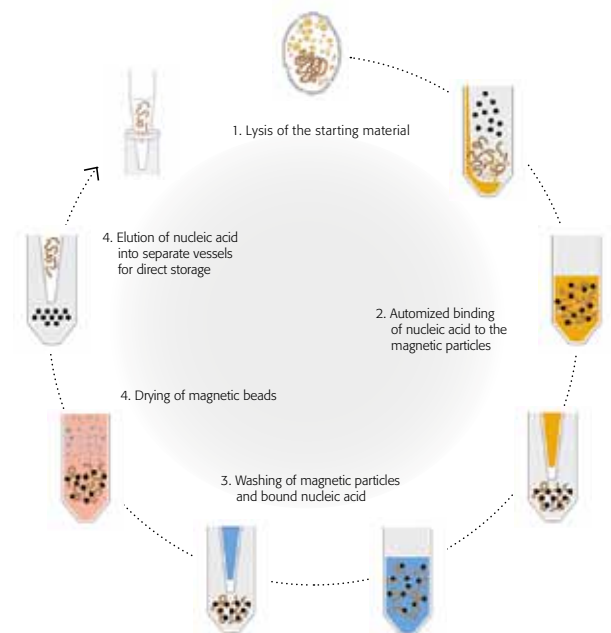 1. Lysis of the starting material
2. Automized binding
of nucleic acid to the
magnetic particles
3. Washing of magnetic particles
and bound nucleic acid
4. Drying of magnetic beads
4. Elution of nucleic acid
into separate vessels
for direct storage